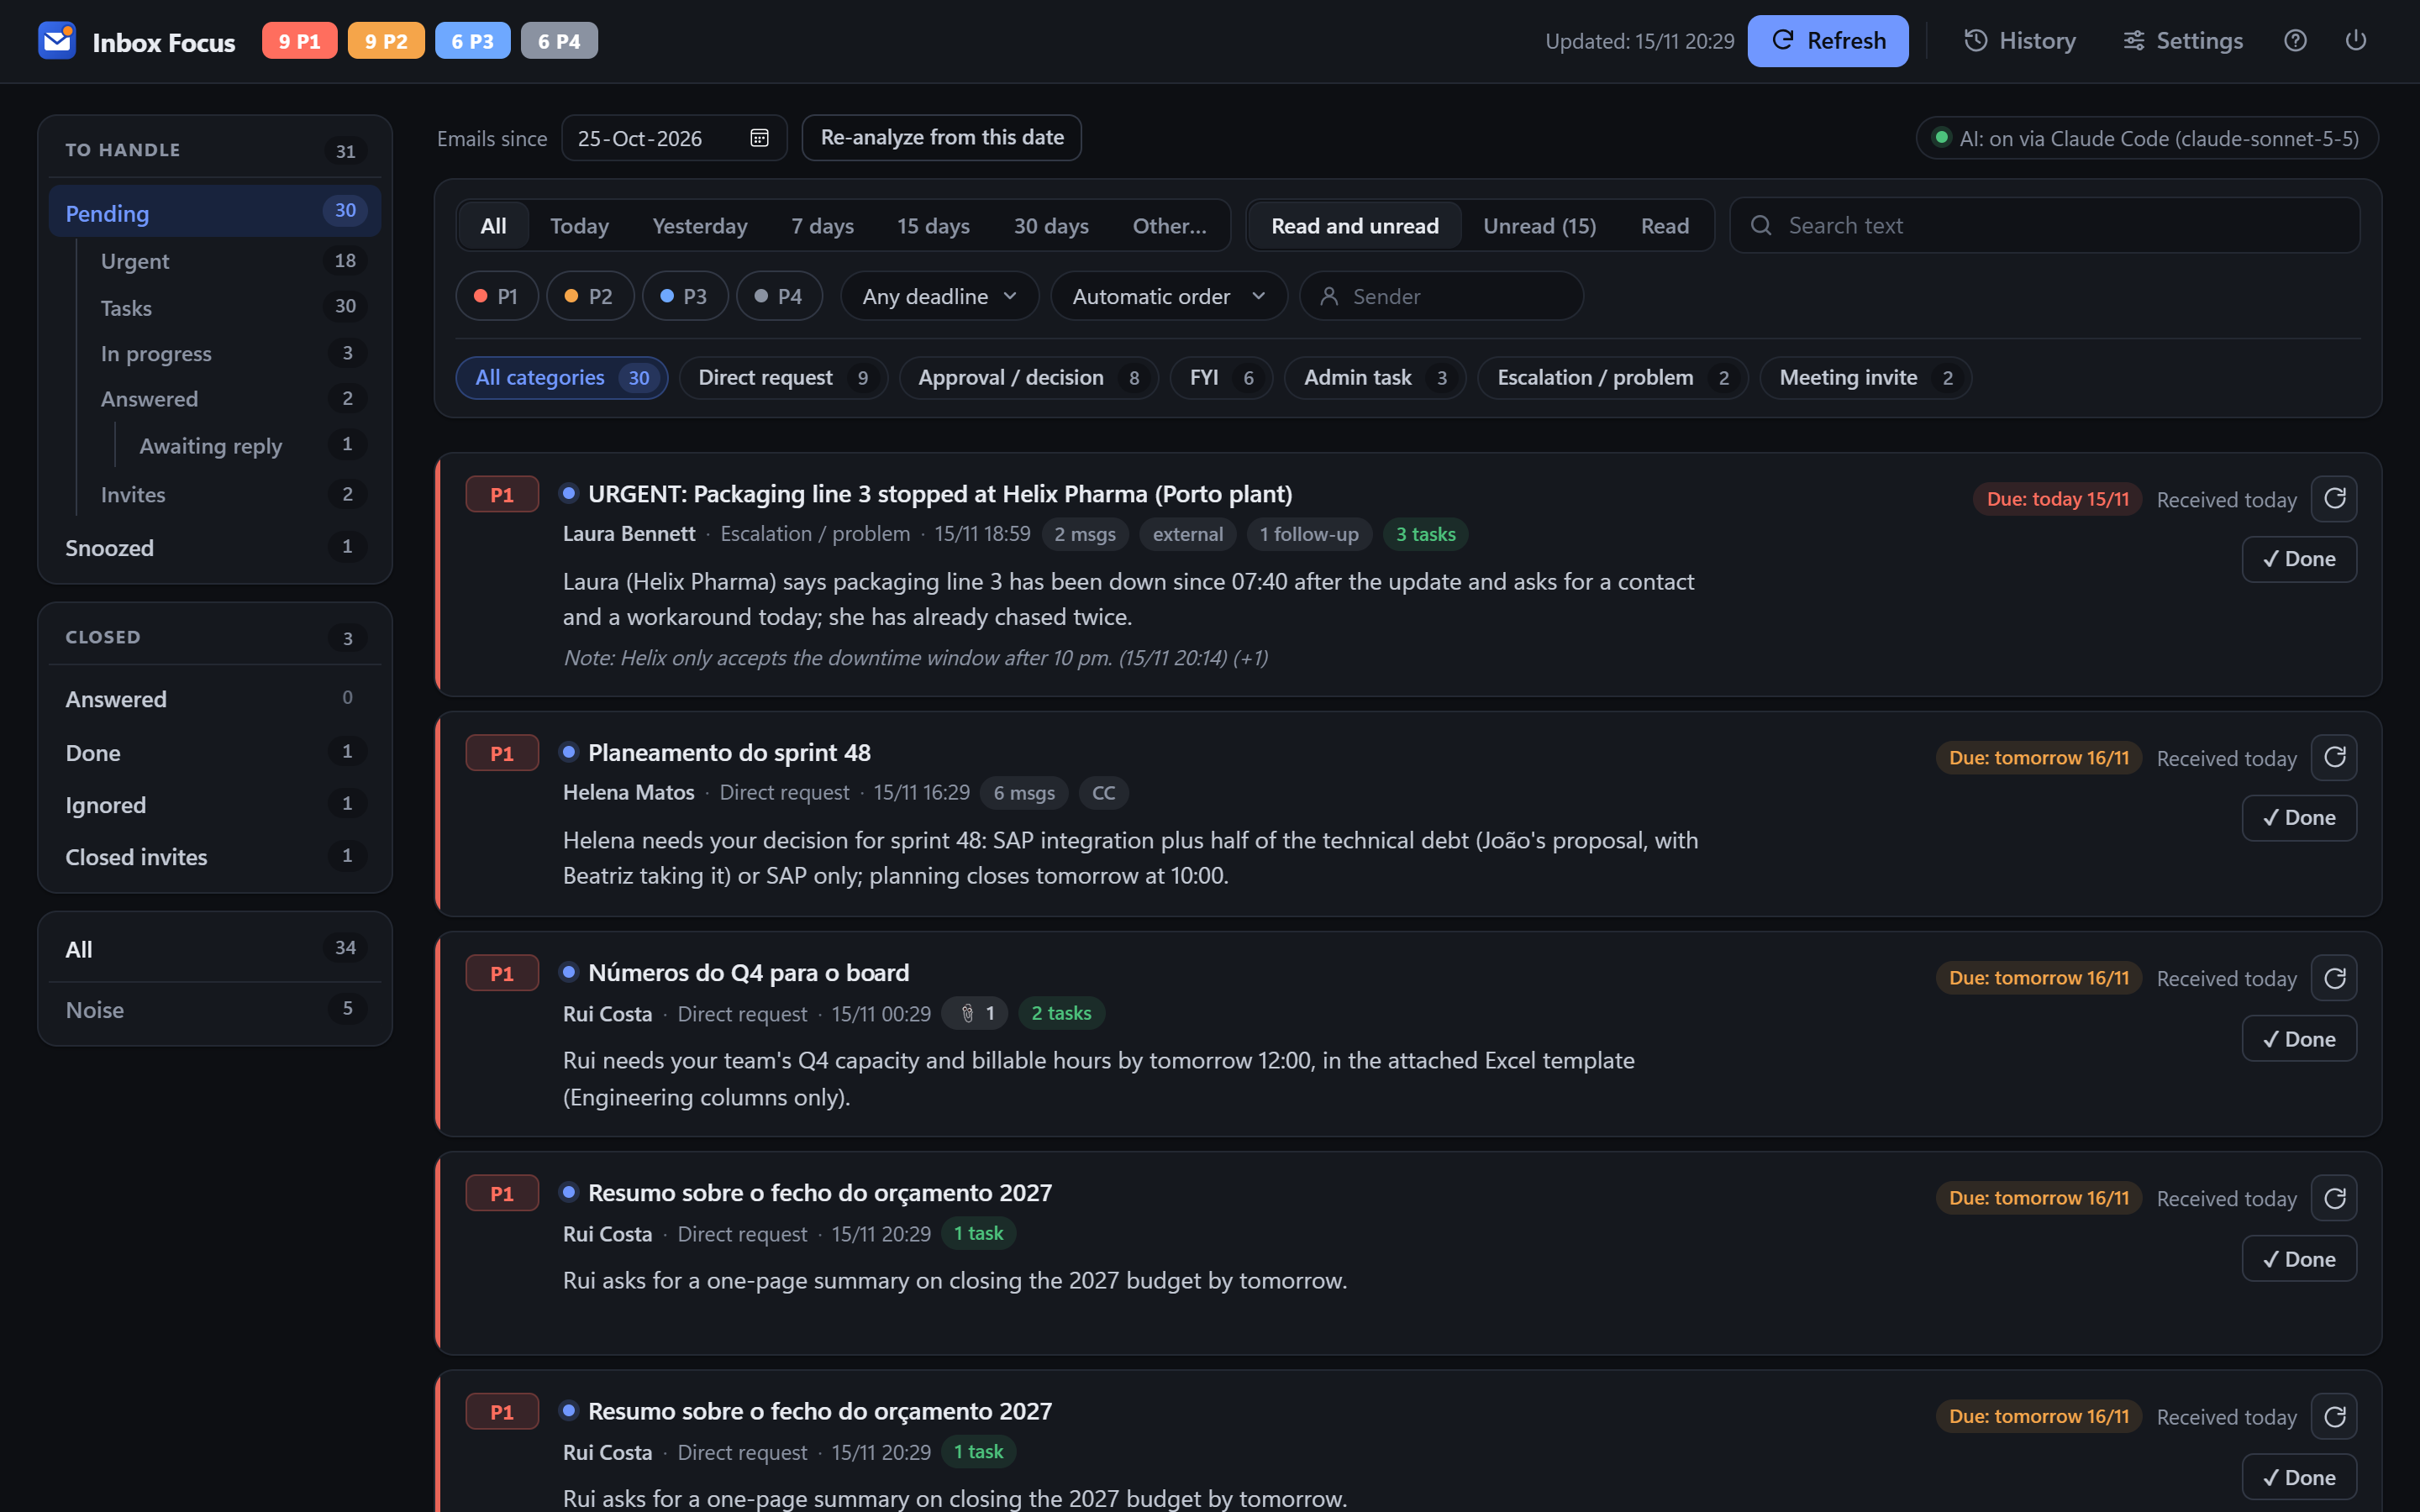 Inbox Focus 9 P1 9 P2 6 P3 6 P4 Updated: 15/11 20:29 Refresh History Settings
TO HANDLE 31
Pending 30
Urgent 18
Tasks 30
In progress 3
Answered 2
Awaiting reply 1
Invites 2
Snoozed 1
CLOSED 3
Answered 0
Done 1
Ignored 1
Closed invites 1
All 34
Noise 5
Emails since 25-Oct-2026 Re-analyze from this date AI: on via Claude Code (claude-sonnet-5-5)
All Today Yesterday 7 days 15 days 30 days Other... Read and unread Unread (15) Read Search text
P1 P2 P3 P4 Any deadline Automatic order Sender
All categories 30 Direct request 9 Approval / decision 8 FYI 6 Admin task 3 Escalation / problem 2 Meeting invite 2
P1 URGENT: Packaging line 3 stopped at Helix Pharma (Porto plant) Due: today 15/11 Received today
Laura Bennett · Escalation / problem · 15/11 18:59 2 msgs external 1 follow-up 3 tasks
✓ Done
Laura (Helix Pharma) says packaging line 3 has been down since 07:40 after the update and asks for a contact
and a workaround today; she has already chased twice.
Note: Helix only accepts the downtime window after 10 pm. (15/11 20:14) (+1)
P1 Planeamento do sprint 48 Due: tomorrow 16/11 Received today
Helena Matos · Direct request · 15/11 16:29 6 msgs CC
✓ Done
Helena needs your decision for sprint 48: SAP integration plus half of the technical debt (João's proposal, with
Beatriz taking it) or SAP only; planning closes tomorrow at 10:00.
P1 Números do Q4 para o board Due: tomorrow 16/11 Received today
Rui Costa · Direct request · 15/11 00:29 1 2 tasks
✓ Done
Rui needs your team's Q4 capacity and billable hours by tomorrow 12:00, in the attached Excel template
(Engineering columns only).
P1 Resumo sobre o fecho do orçamento 2027 Due: tomorrow 16/11 Received today
Rui Costa · Direct request · 15/11 20:29 1 task
✓ Done
Rui asks for a one-page summary on closing the 2027 budget by tomorrow.
P1 Resumo sobre o fecho do orçamento 2027 Due: tomorrow 16/11 Received today
Rui Costa · Direct request · 15/11 20:29 1 task
✓ Done
Rui asks for a one-page summary on closing the 2027 budget by tomorrow.